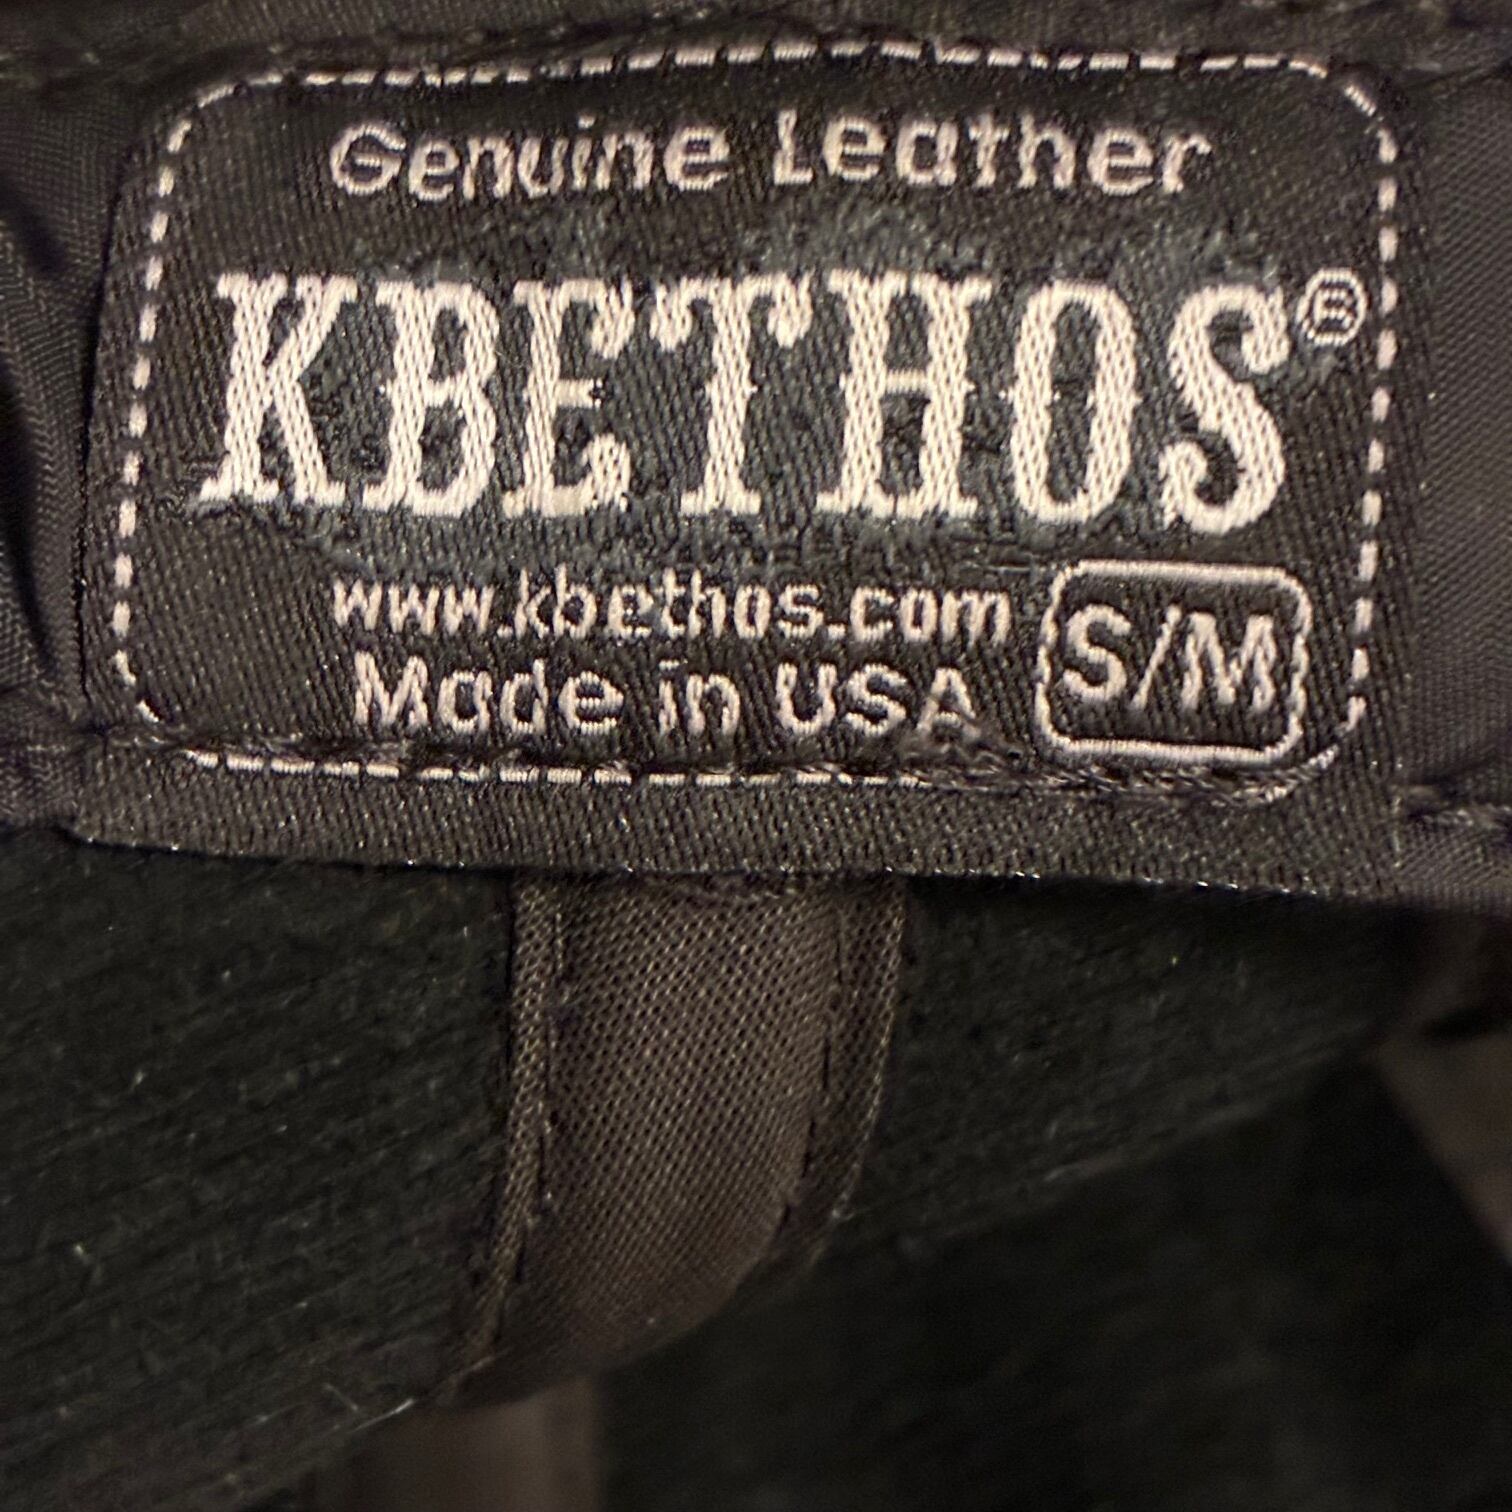 Genuine Leather
KBETHOS®
www.kbethos.com
Made in USA
S/M